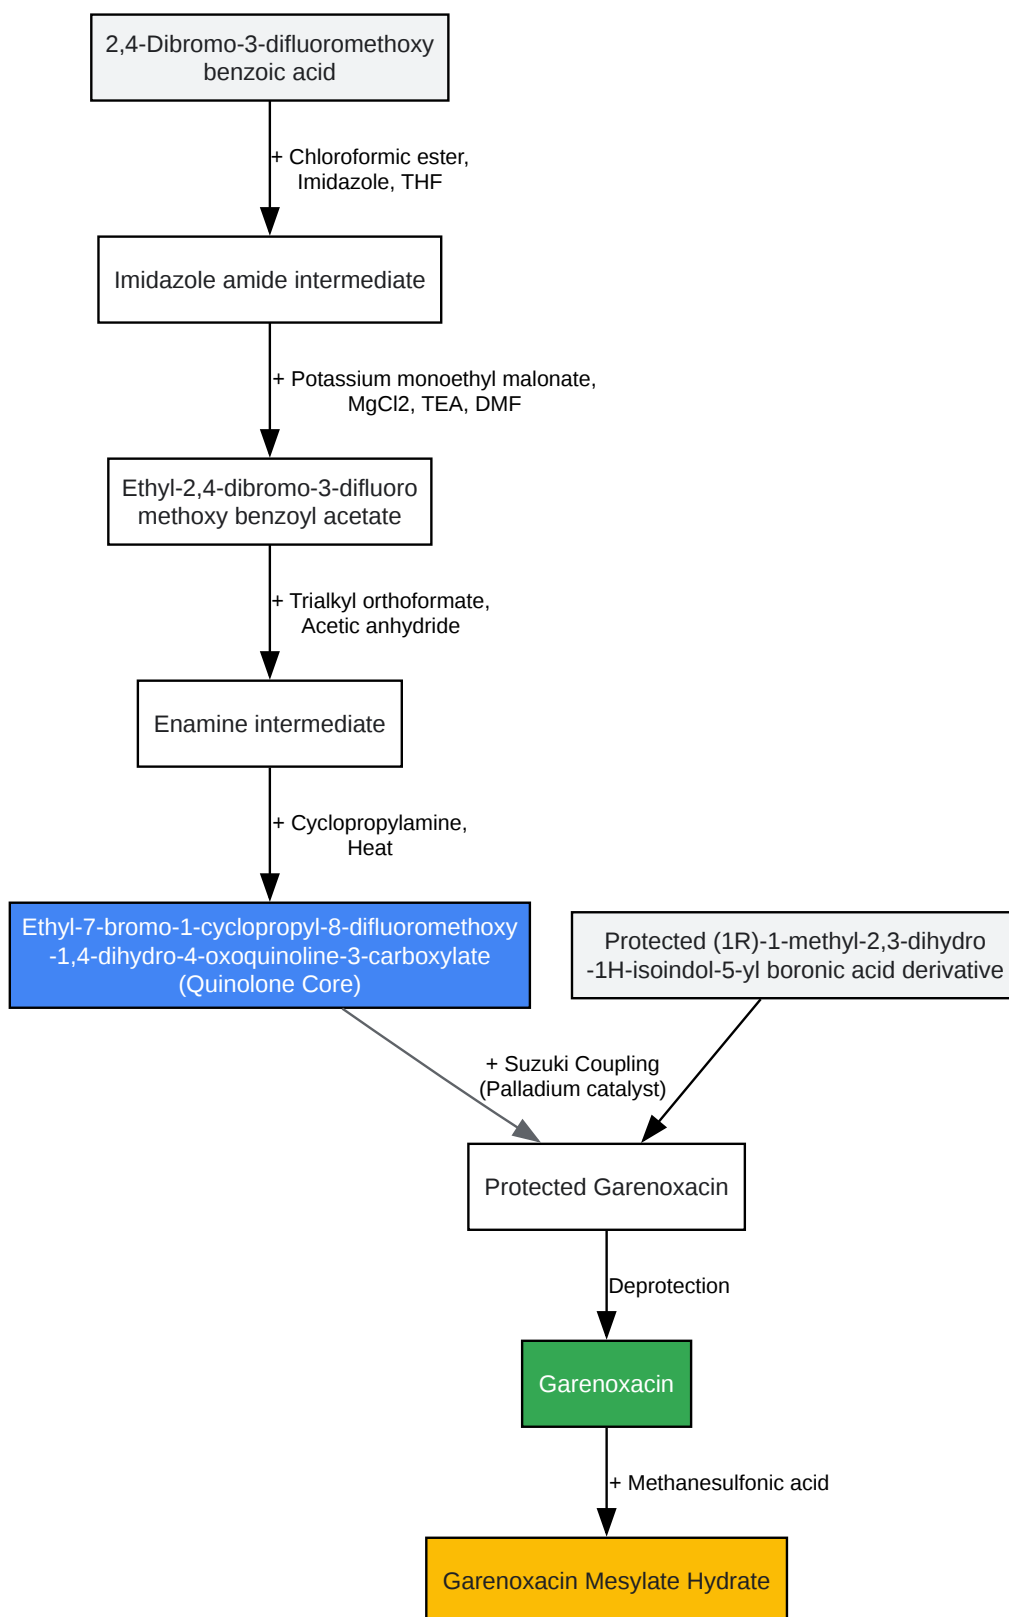 2,4-Dibromo-3-difluoromethoxy
benzoic acid
+ Chloroformic ester,
Imidazole, THF
Imidazole amide intermediate
+ Potassium monoethyl malonate,
MgCl2, TEA, DMF
Ethyl-2,4-dibromo-3-difluoro
methoxy benzoyl acetate
+ Trialkyl orthoformate,
Acetic anhydride
Enamine intermediate
+ Cyclopropylamine,
Heat
Ethyl-7-bromo-1-cyclopropyl-8-difluoromethoxy
-1,4-dihydro-4-oxoquinoline-3-carboxylate
(Quinolone Core)
Protected (1R)-1-methyl-2,3-dihydro
-1H-isoindol-5-yl boronic acid derivative
+ Suzuki Coupling
(Palladium catalyst)
Protected Garenoxacin
Deprotection
Garenoxacin
+ Methanesulfonic acid
Garenoxacin Mesylate Hydrate